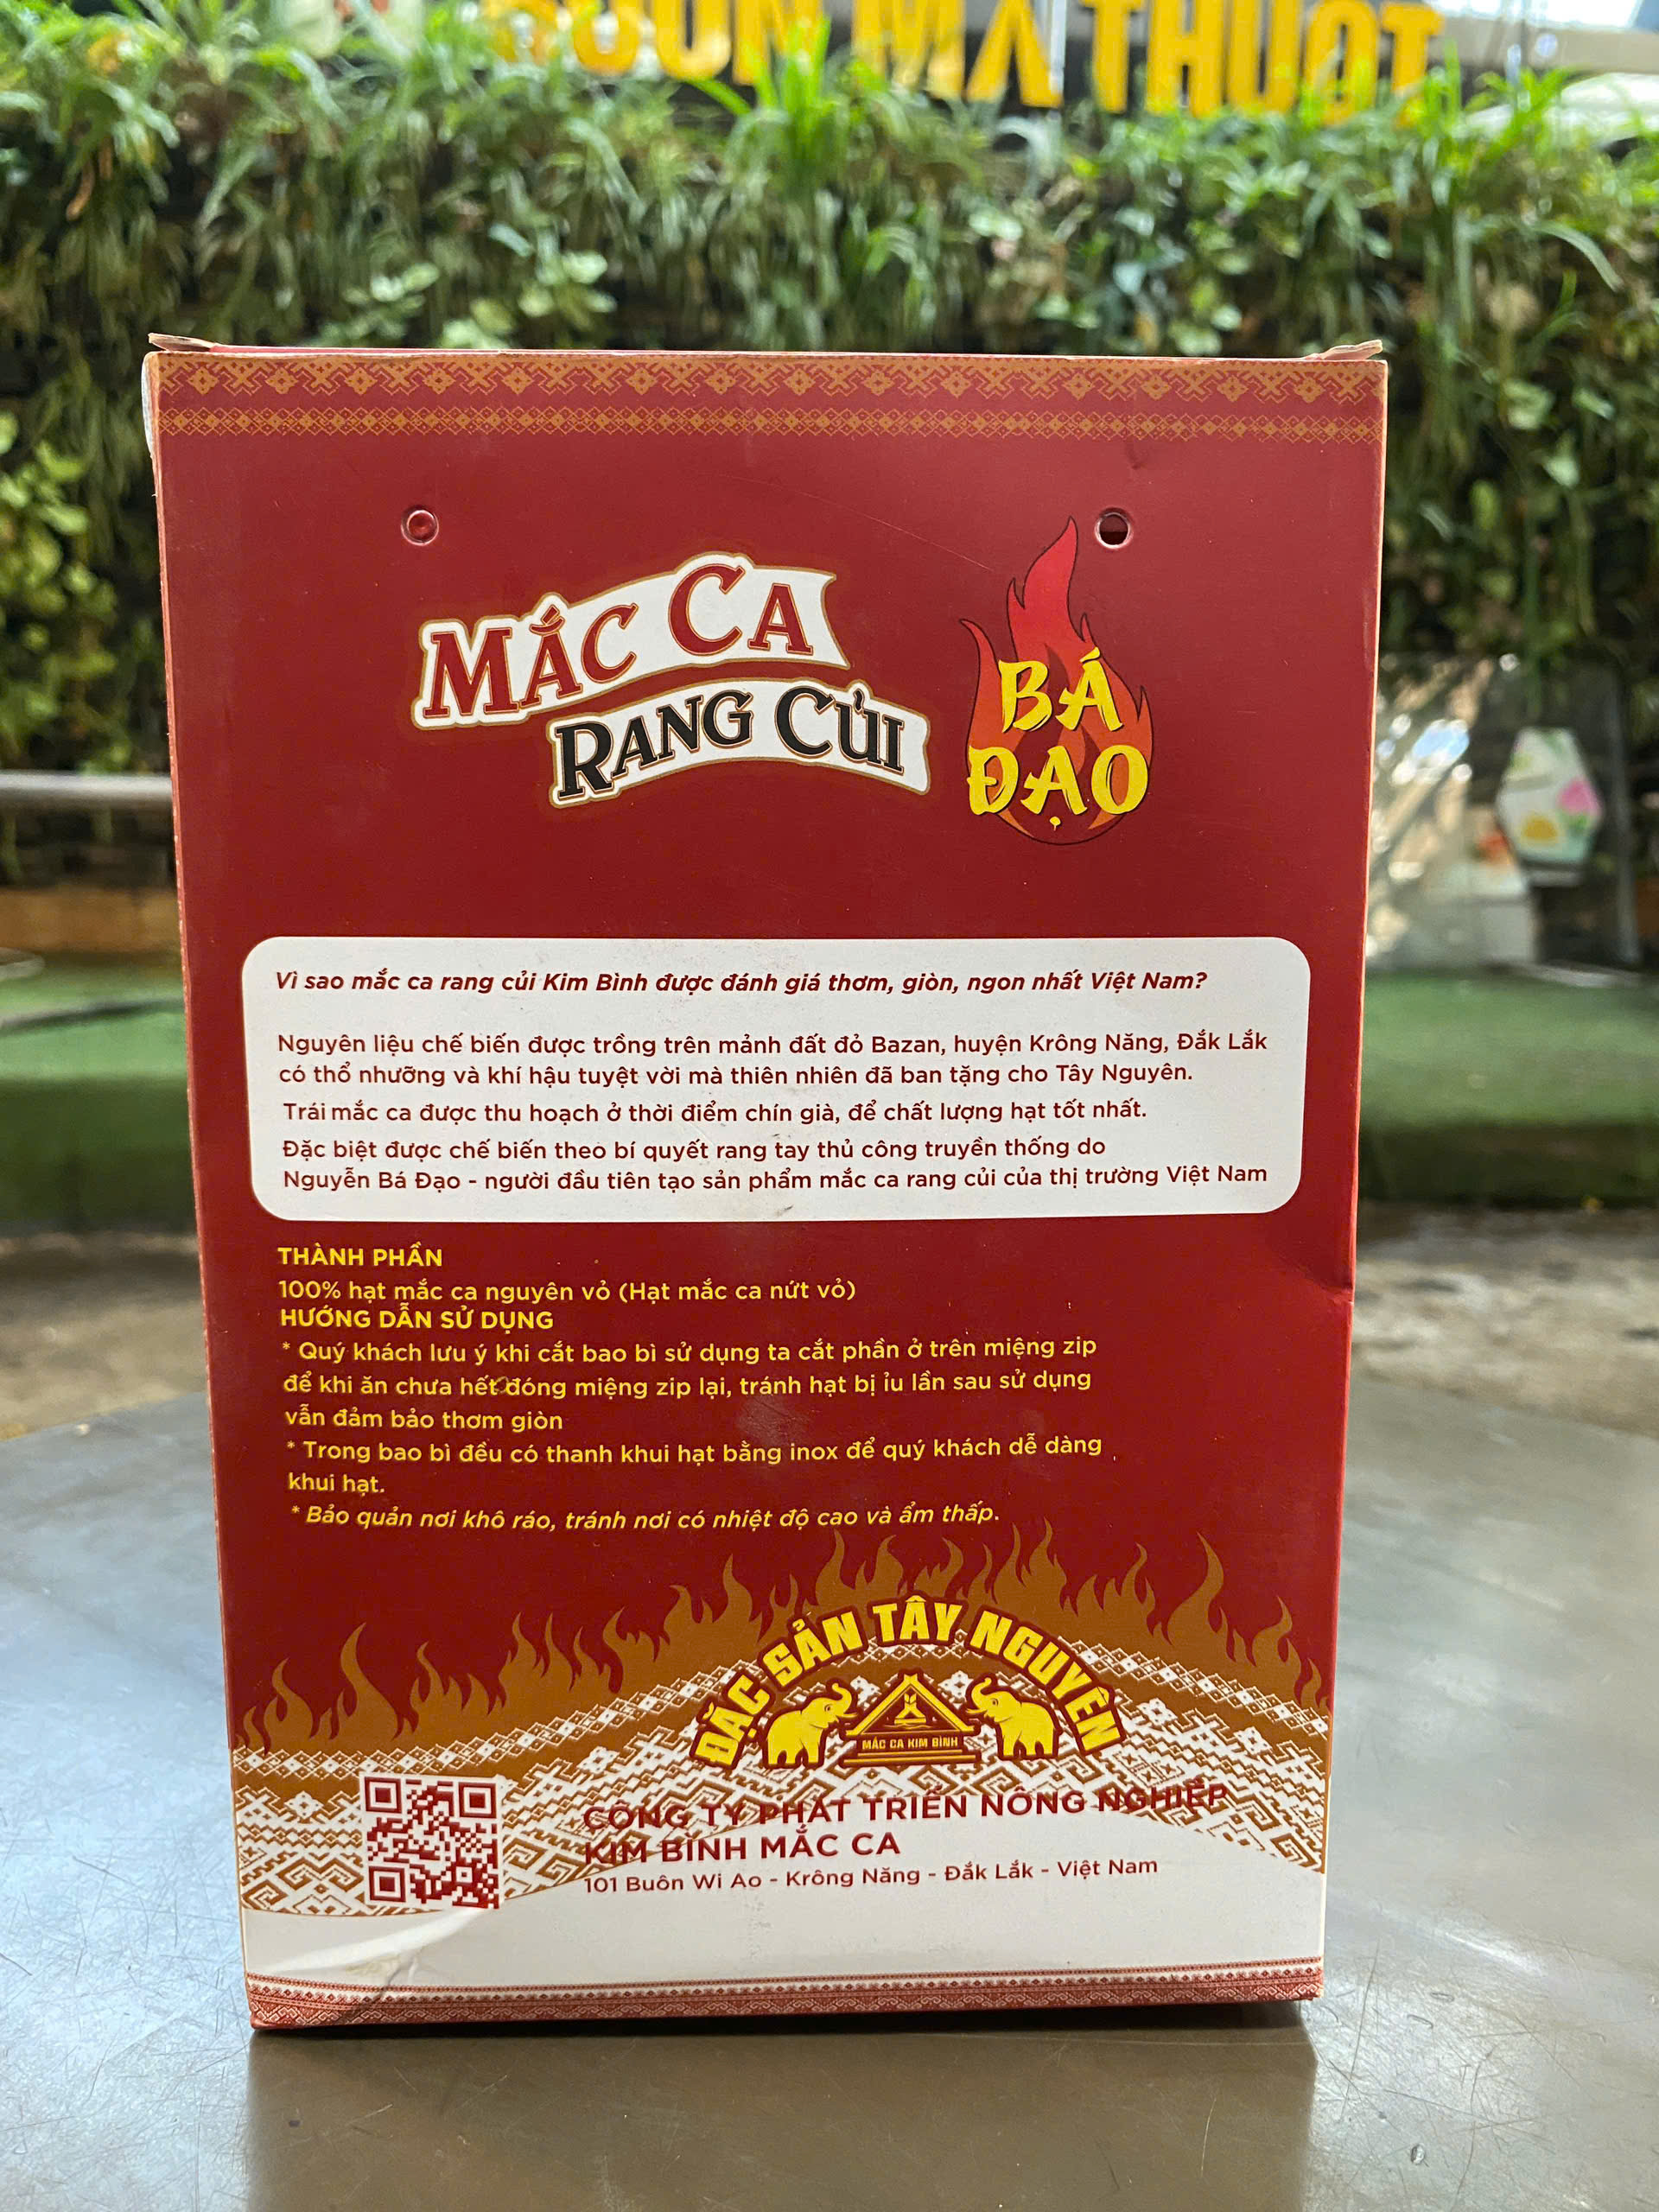 BUÔN MA THUỘT
MẮC CA
RANG CỦI
BÁ
ĐẠO
Vì sao mắc ca rang củi Kim Bình được đánh giá thơm, giòn, ngon nhất Việt Nam?
Nguyên liệu chế biến được trồng trên mảnh đất đỏ Bazan, huyện Krông Năng, Đắk Lắk
có thổ nhưỡng và khí hậu tuyệt vời mà thiên nhiên đã ban tặng cho Tây Nguyên.
Trái mắc ca được thu hoạch ở thời điểm chín già, để chất lượng hạt tốt nhất.
Đặc biệt được chế biến theo bí quyết rang tay thủ công truyền thống do
Nguyễn Bá Đạo - người đầu tiên tạo sản phẩm mắc ca rang củi của thị trường Việt Nam
THÀNH PHẦN
100% hạt mắc ca nguyên vỏ (Hạt mắc ca nứt vỏ)
HƯỚNG DẪN SỬ DỤNG
* Quý khách lưu ý khi cắt bao bì sử dụng ta cắt phần ở trên miệng zip
để khi ăn chưa hết đóng miệng zip lại, tránh hạt bị ỉu lần sau sử dụng
vẫn đảm bảo thơm giòn
* Trong bao bì đều có thanh khui hạt bằng inox để quý khách dễ dàng
khui hạt.
* Bảo quản nơi khô ráo, tránh nơi có nhiệt độ cao và ẩm thấp.
ĐẶC SẢN TÂY NGUYÊN
MẮC CA KIM BÌNH
CÔNG TY PHÁT TRIỂN NÔNG NGHIỆP
KIM BÌNH MẮC CA
101 Buôn Wi Ao - Krông Năng - Đắk Lắk - Việt Nam